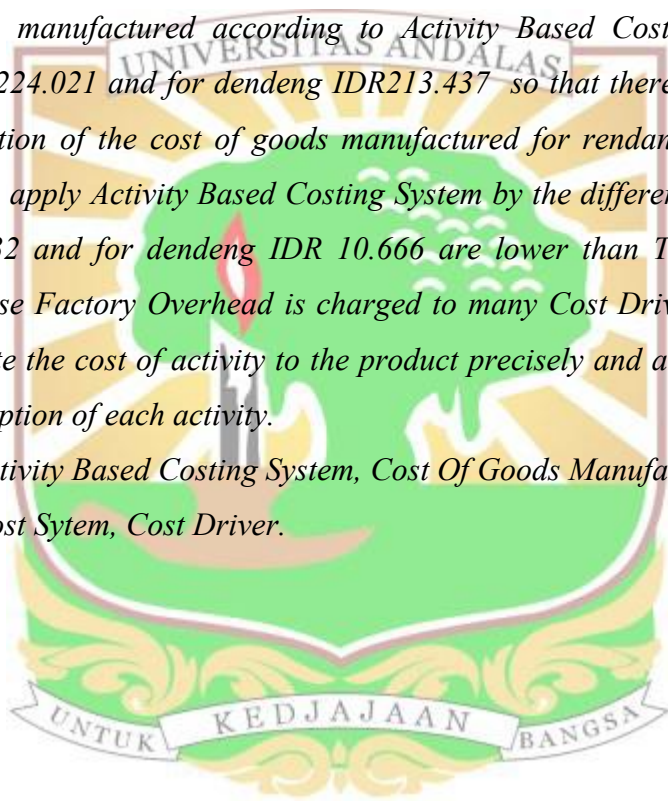 manufactured according to Activity Based Cost
UNIVERSITAS ANDALAS
224.021 and for dendeng IDR213.437 so that there
tion of the cost of goods manufactured for rendan
apply Activity Based Costing System by the differen
32 and for dendeng IDR 10.666 are lower than T
se Factory Overhead is charged to many Cost Driv
te the cost of activity to the product precisely and a
ption of each activity.
tivity Based Costing System, Cost Of Goods Manufa
ost Sytem, Cost Driver.
UNTUK KEDJAJAAN BANGSA